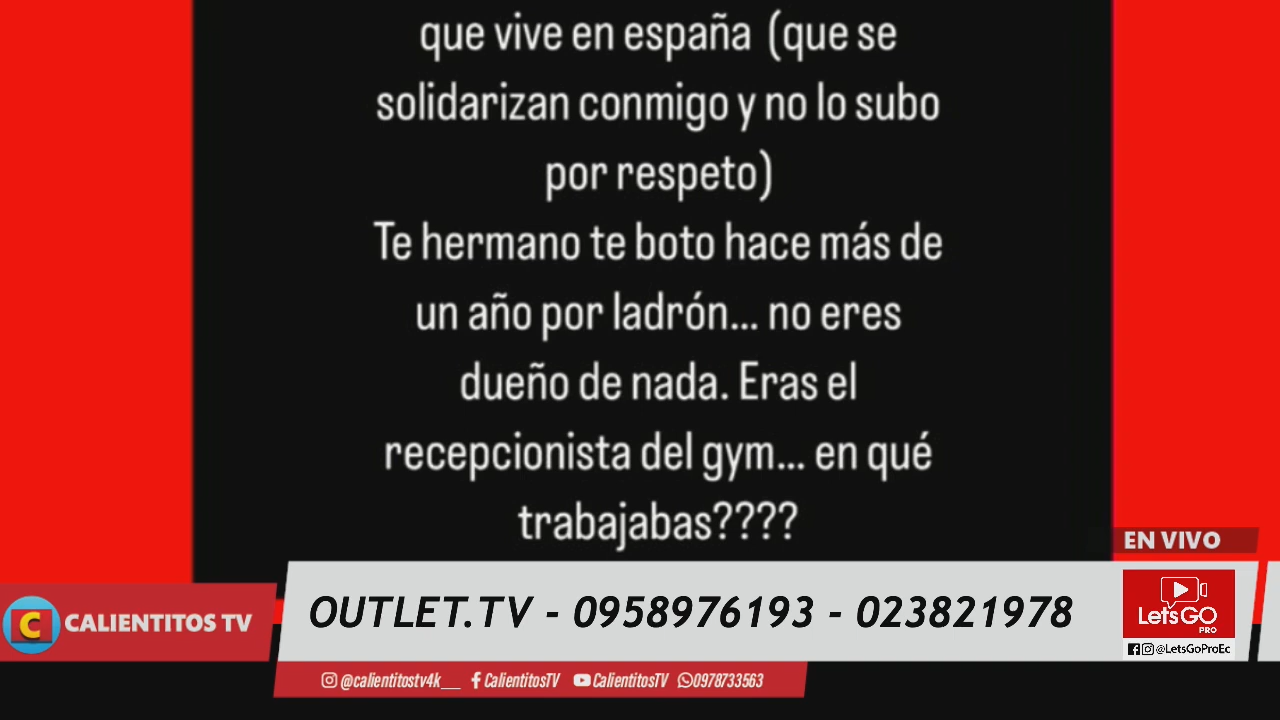 que vive en españa (que se
solidarizan conmigo y no lo subo
por respeto)
Te hermano te boto hace más de
un año por ladrón... no eres
dueño de nada. Eras el
recepcionista del gym... en qué
trabajabas????
EN VIVO
C CALIENTITOS TV
OUTLET.TV - 0958976193 - 023821978
Let'sGO
PRO
@LetsGoProEc
@calientitostv4k__ CalientitosTV CalientitosTV 0978733563